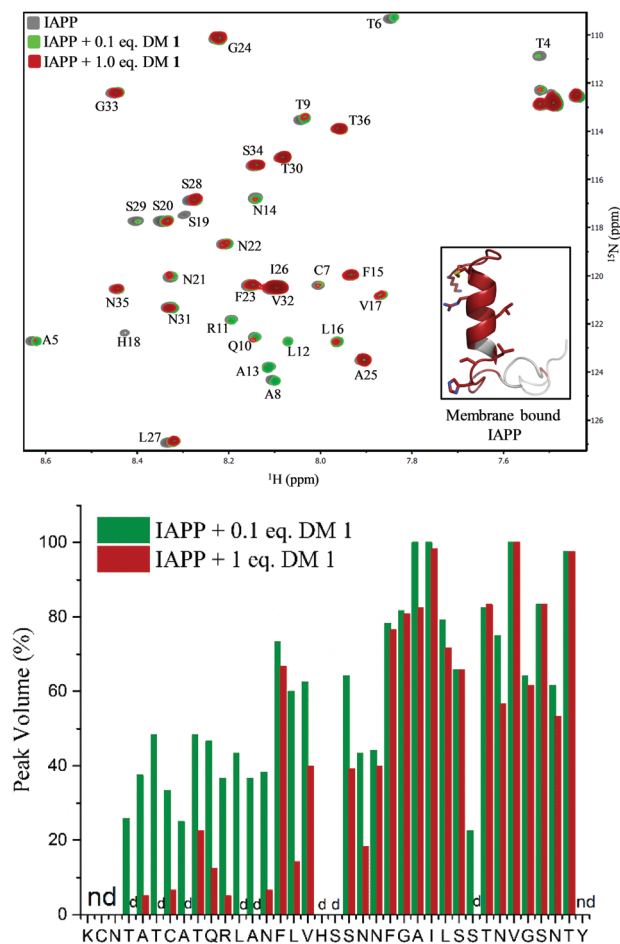 IAPP
IAPP + 0.1 eq. DM 1
IAPP + 1.0 eq. DM 1
T6
G24
T4
G33
T9
T36
S34
T30
S28
S29
S20
S19
N14
N22
I26
N21
C7
F15
N35
F23
V32
V17
N31
R11
H18
L16
A5
Q10
L12
A13
A25
A8
L27
Membrane bound
IAPP
110
112
114
116
118
120
122
124
126
¹⁵N (ppm)
8.6
8.4
8.2
8.0
7.6
¹H (ppm)
IAPP + 0.1 eq. DM 1
IAPP + 1 eq. DM 1
Peak Volume (%)
100
80
60
40
20
0
nd
d
d
d
d
d
d
d
d
nd
KCNTATCATQRLANFLVHSSNNFGAILSSTNVGSNTY